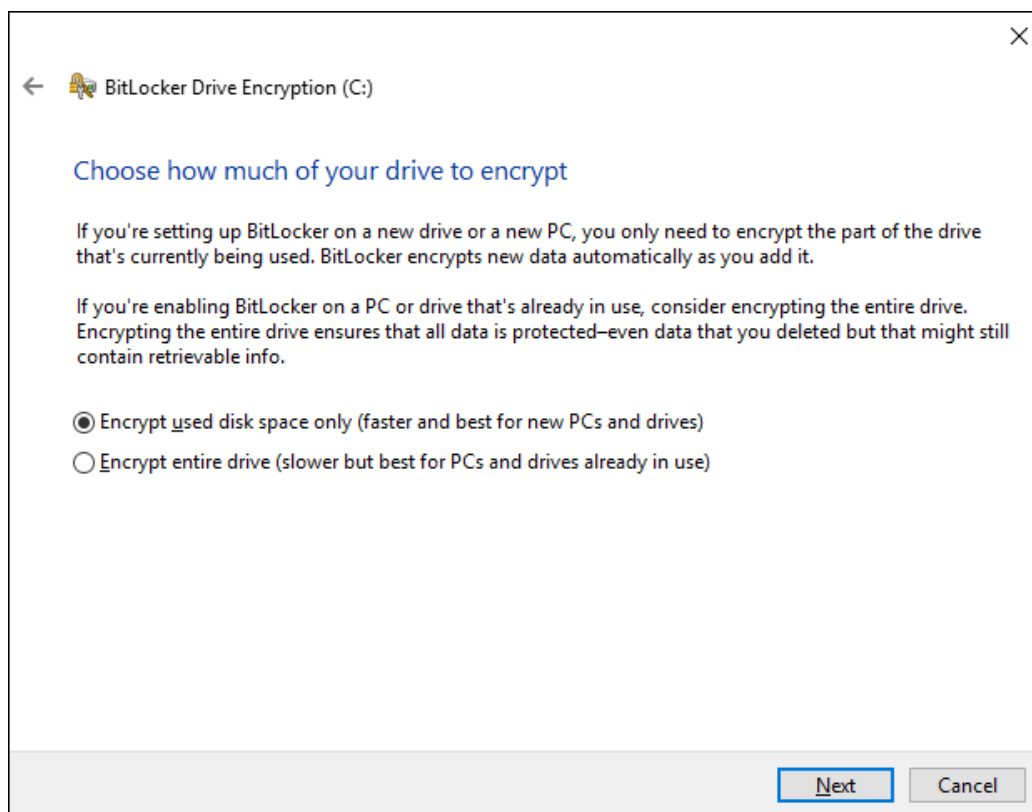 BitLocker Drive Encryption (C:)
Choose how much of your drive to encrypt
If you're setting up BitLocker on a new drive or a new PC, you only need to encrypt the part of the drive
that's currently being used. BitLocker encrypts new data automatically as you add it.
If you're enabling BitLocker on a PC or drive that's already in use, consider encrypting the entire drive.
Encrypting the entire drive ensures that all data is protected–even data that you deleted but that might still
contain retrievable info.
Encrypt used disk space only (faster and best for new PCs and drives)
Encrypt entire drive (slower but best for PCs and drives already in use)
Next Cancel